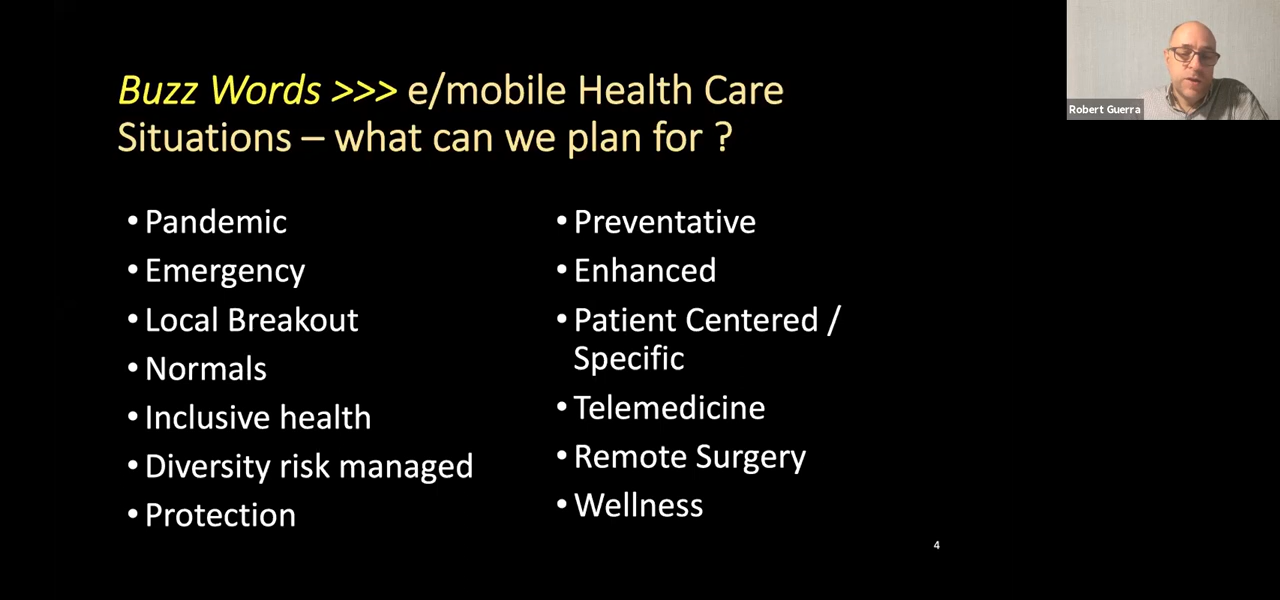 Buzz Words >>> e/mobile Health Care
Situations – what can we plan for ?
• Pandemic
• Emergency
• Local Breakout
• Normals
• Inclusive health
• Diversity risk managed
• Protection
• Preventative
• Enhanced
• Patient Centered /
Specific
• Telemedicine
• Remote Surgery
• Wellness
4
Robert Guerra